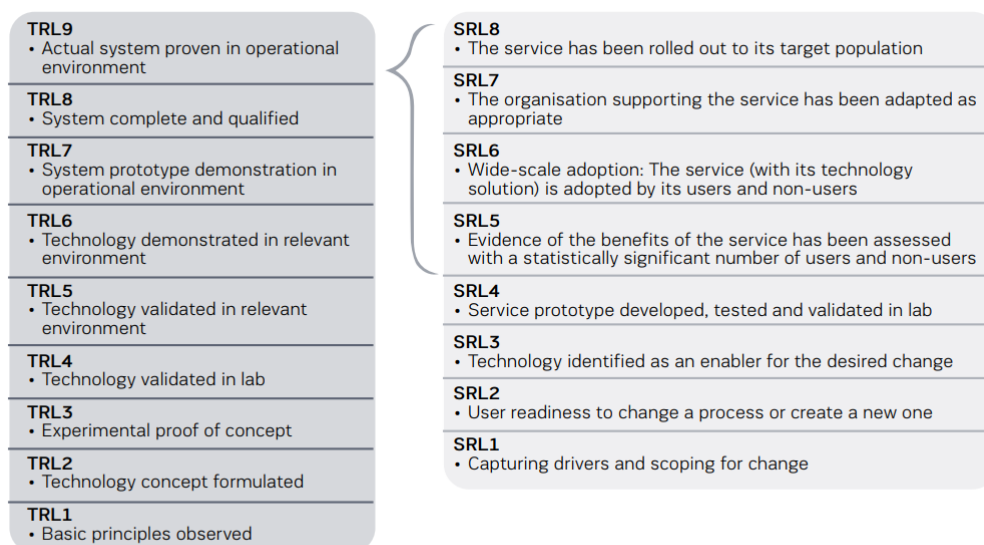 TRL9
• Actual system proven in operational
environment
TRL8
• System complete and qualified
TRL7
• System prototype demonstration in
operational environment
TRL6
• Technology demonstrated in relevant
environment
TRL5
• Technology validated in relevant
environment
TRL4
• Technology validated in lab
TRL3
• Experimental proof of concept
TRL2
• Technology concept formulated
TRL1
• Basic principles observed
SRL8
• The service has been rolled out to its target population
SRL7
• The organisation supporting the service has been adapted as
appropriate
SRL6
• Wide-scale adoption: The service (with its technology
solution) is adopted by its users and non-users
SRL5
• Evidence of the benefits of the service has been assessed
with a statistically significant number of users and non-users
SRL4
• Service prototype developed, tested and validated in lab
SRL3
• Technology identified as an enabler for the desired change
SRL2
• User readiness to change a process or create a new one
SRL1
• Capturing drivers and scoping for change